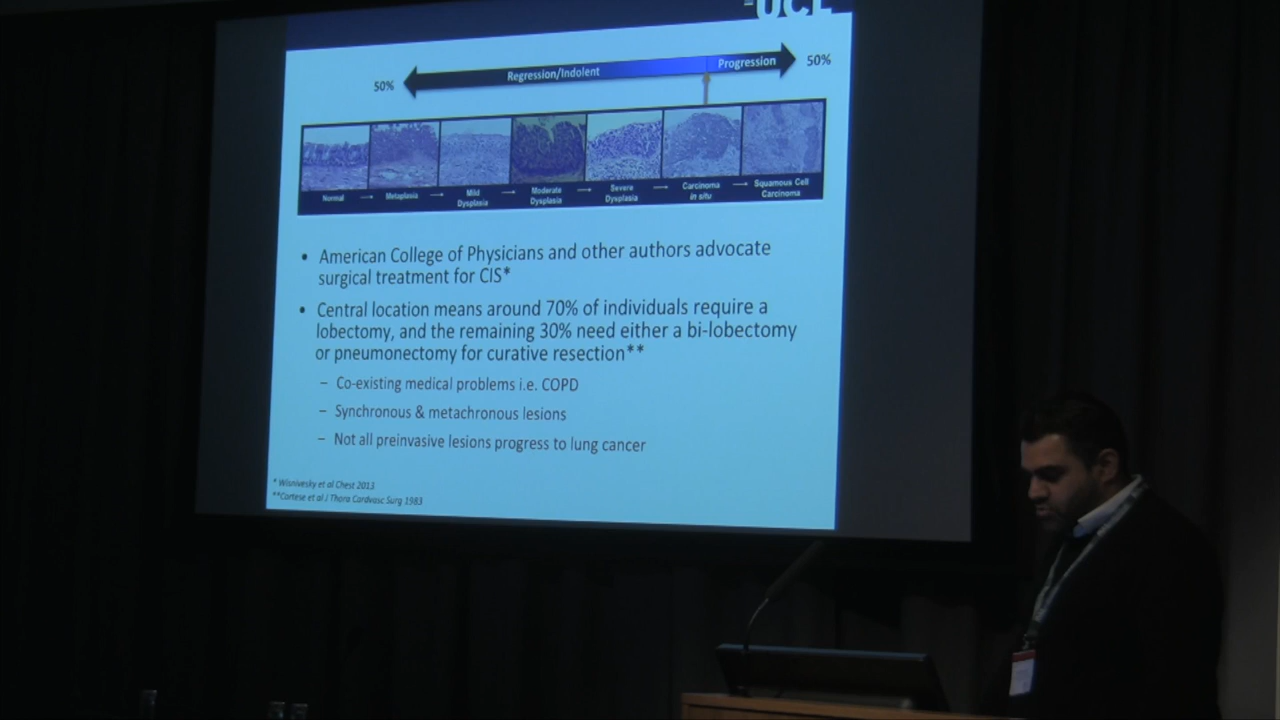 UCL
50%
Regression/Indolent
Progression
50%
Normal → Metaplasia → Mild Dysplasia → Moderate Dysplasia → Severe Dysplasia → Carcinoma in situ → Squamous Cell Carcinoma
• American College of Physicians and other authors advocate
surgical treatment for CIS*
• Central location means around 70% of individuals require a
lobectomy, and the remaining 30% need either a bi-lobectomy
or pneumonectomy for curative resection**
– Co-existing medical problems i.e. COPD
– Synchronous & metachronous lesions
– Not all preinvasive lesions progress to lung cancer
* Wisnivesky et al Chest 2013
**Cortese et al J Thora Cardvasc Surg 1983